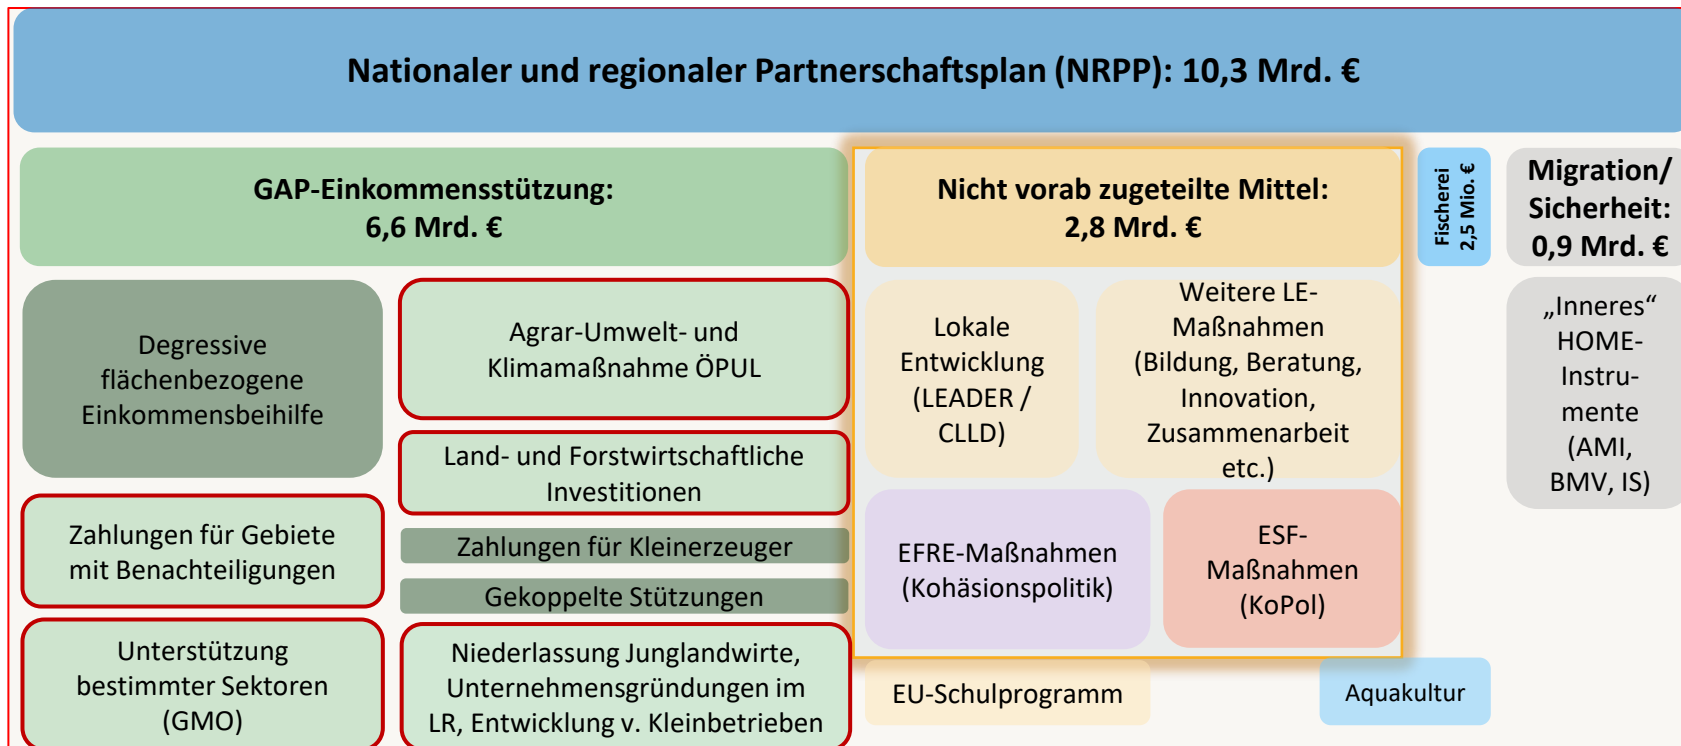 Nationaler und regionaler Partnerschaftsplan (NRPP): 10,3 Mrd. €
GAP-Einkommensstützung:
6,6 Mrd. €
Nicht vorab zugeteilte Mittel:
2,8 Mrd. €
Fischerei
2,5 Mio. €
Migration/
Sicherheit:
0,9 Mrd. €
Degressive
flächenbezogene
Einkommensbeihilfe
Agrar-Umwelt- und
Klimamaßnahme ÖPUL
Land- und Forstwirtschaftliche
Investitionen
Zahlungen für Gebiete
mit Benachteiligungen
Zahlungen für Kleinerzeuger
Gekoppelte Stützungen
Unterstützung
bestimmter Sektoren
(GMO)
Niederlassung Junglandwirte,
Unternehmensgründungen im
LR, Entwicklung v. Kleinbetrieben
Lokale
Entwicklung
(LEADER /
CLLD)
Weitere LE-
Maßnahmen
(Bildung, Beratung,
Innovation,
Zusammenarbeit
etc.)
EFRE-Maßnahmen
(Kohäsionspolitik)
ESF-
Maßnahmen
(KoPol)
EU-Schulprogramm
Aquakultur
„Inneres“
HOME-
Instru-
mente
(AMI,
BMV, IS)